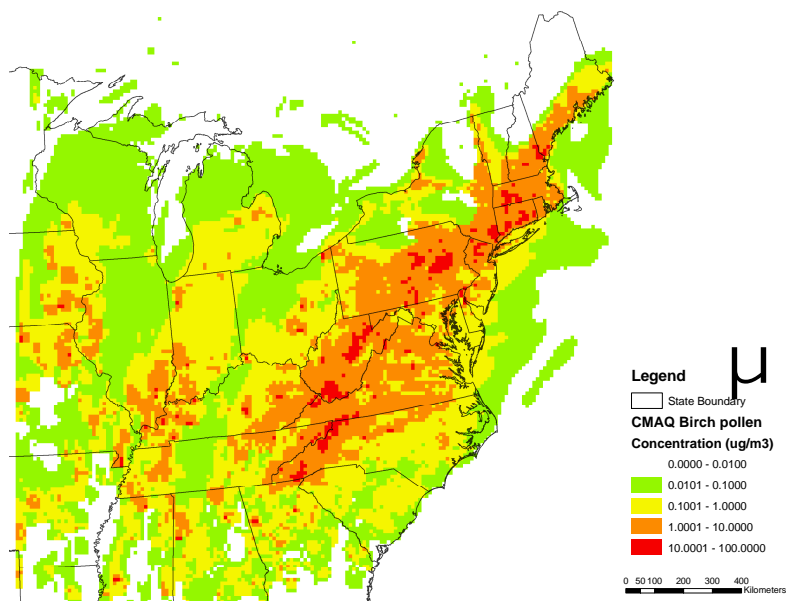 µ
Legend
State Boundary
CMAQ Birch pollen
Concentration (ug/m3)
0.0000 - 0.0100
0.0101 - 0.1000
0.1001 - 1.0000
1.0001 - 10.0000
10.0001 - 100.0000
0 50 100 200 300 400 Kilometers